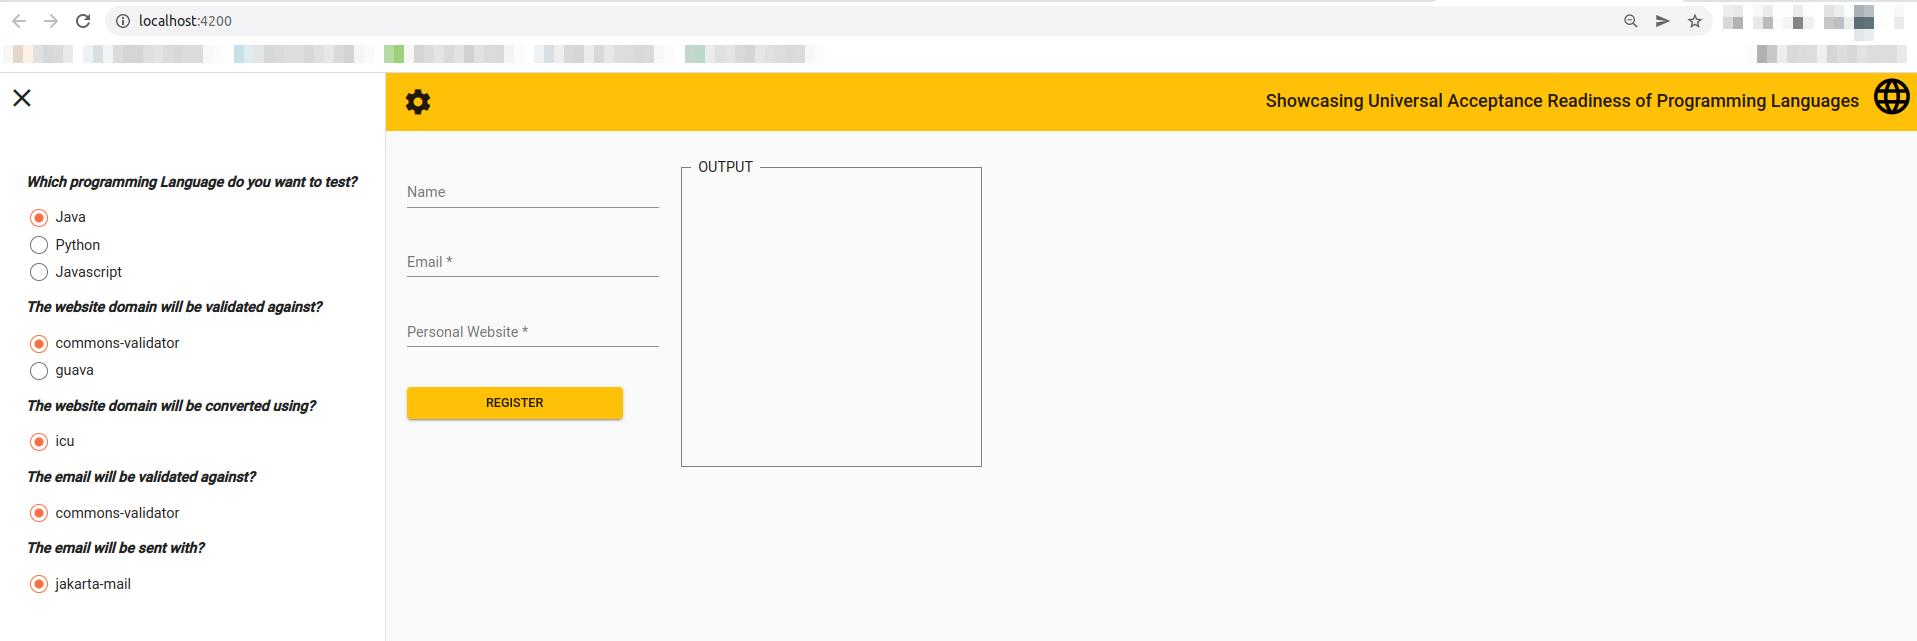 localhost:4200
Showcasing Universal Acceptance Readiness of Programming Languages
Which programming Language do you want to test?
Java
Python
Javascript
The website domain will be validated against?
commons-validator
guava
The website domain will be converted using?
icu
The email will be validated against?
commons-validator
The email will be sent with?
jakarta-mail
Name
Email *
Personal Website *
REGISTER
OUTPUT